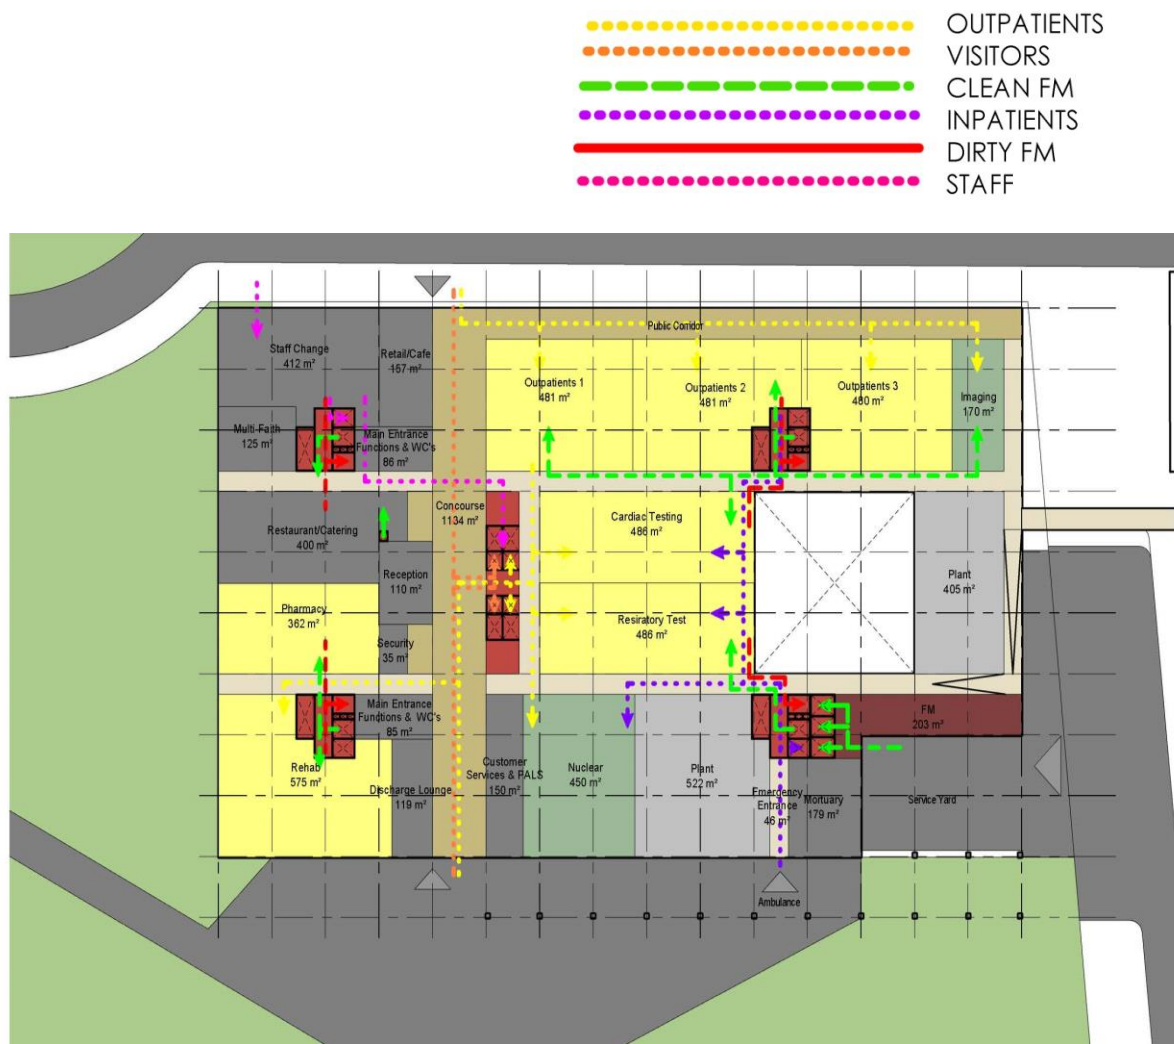 OUTPATIENTS
VISITORS
CLEAN FM
INPATIENTS
DIRTY FM
STAFF
Public Corridor
Staff Change
412 m²
Retail/Cafe
157 m²
Outpatients 1
481 m²
Outpatients 2
481 m²
Outpatients 3
480 m²
Imaging
170 m²
Multi-Faith
125 m²
Main Entrance
Functions & WC's
86 m²
Concourse
1134 m²
Restaurant/Catering
400 m²
Cardiac Testing
486 m²
Reception
110 m²
Plant
405 m²
Pharmacy
362 m²
Resiratory Test
486 m²
Security
35 m²
Main Entrance
Functions & WC's
85 m²
FM
203 m²
Rehab
575 m²
Discharge Lounge
119 m²
Customer
Services & PALS
150 m²
Nuclear
450 m²
Plant
522 m²
Emergency
Entrance
46 m²
Mortuary
179 m²
Service Yard
Ambulance